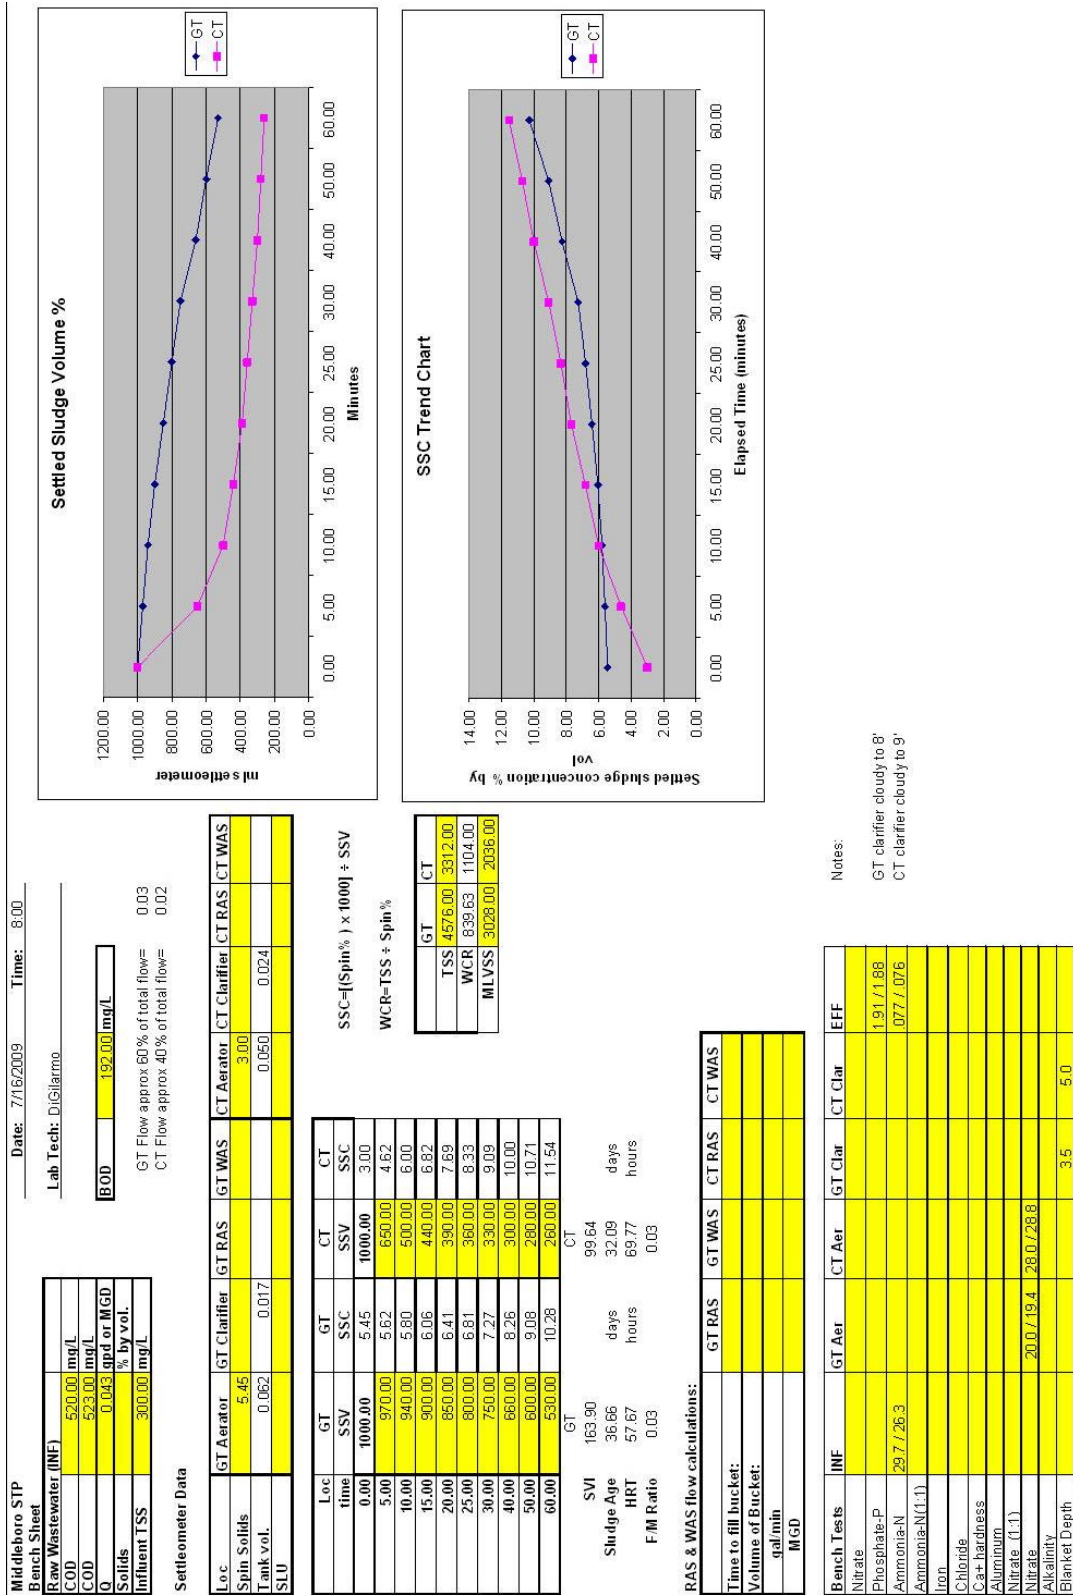 Middleboro STP Date: 7/16/2009 Time: 8:00
Bench Sheet
Lab Tech: DiGilarmo
Raw Wastewater (INF)
COD 520.00 mg/L
COD 523.00 mg/L BOD 192.00 mg/L
Q 0.043 gpd or MGD
Solids % by vol.
Influent TSS 300.00 mg/L
GT Flow approx 60% of total flow= 0.03
CT Flow approx 40% of total flow= 0.02
Settleometer Data
Loc GT Aerator GT Clarifier GT RAS GT WAS CT Aerator CT Clarifier CT RAS CT WAS
Spin Solids 5.45 3.00
Tank vol. 0.062 0.017 0.050 0.024
SLU
Loc GT GT CT CT
time SSV SSC SSV SSC
0.00 1000.00 5.45 1000.00 3.00
5.00 970.00 5.62 650.00 4.62
10.00 940.00 5.80 500.00 6.00
15.00 900.00 6.06 440.00 6.82
20.00 850.00 6.41 390.00 7.69
25.00 800.00 6.81 360.00 8.33
30.00 750.00 7.27 330.00 9.09
40.00 660.00 8.26 300.00 10.00
50.00 600.00 9.08 280.00 10.71
60.00 530.00 10.28 260.00 11.54
GT CT
SVI 163.90 99.64
Sludge Age 36.66 days 32.09 days
HRT 57.67 hours 69.77 hours
F/M Ratio 0.03 0.03
SSC=[(Spin% ) x 1000] ÷ SSV
WCR=TSS ÷ Spin%
GT CT
TSS 4576.00 3312.00
WCR 839.63 1104.00
MLVSS 3028.00 2036.00
RAS & WAS flow calculations:
GT RAS GT WAS CT RAS CT WAS
Time to fill bucket:
Volume of Bucket:
gal/min
MGD
Bench Tests INF GT Aer CT Aer GT Clar CT Clar EFF
Nitrate
Phosphate-P 1.91 / 1.88
Ammonia-N 29.7 / 26.3 .077 / .076
Ammonia-N(1:1)
Iron
Chloride
Ca+ hardness
Aluminum
Nitrate (1:1)
Nitrate 20.0 / 19.4 28.0 / 28.8
Alkalinity
Blanket Depth 3.5 5.0
Notes:
GT clarifier cloudy to 8'
CT clarifier cloudy to 9'
Settled Sludge Volume %
mls settleometer
1200.00
1000.00
800.00
600.00
400.00
200.00
0.00 5.00 10.00 15.00 20.00 25.00 30.00 40.00 50.00 60.00
Minutes
GT
CT
SSC Trend Chart
Settled sludge concentration % by
vol
14.00
12.00
10.00
8.00
6.00
4.00
2.00
0.00
0.00 5.00 10.00 15.00 20.00 25.00 30.00 40.00 50.00 60.00
Elapsed Time (minutes)
GT
CT